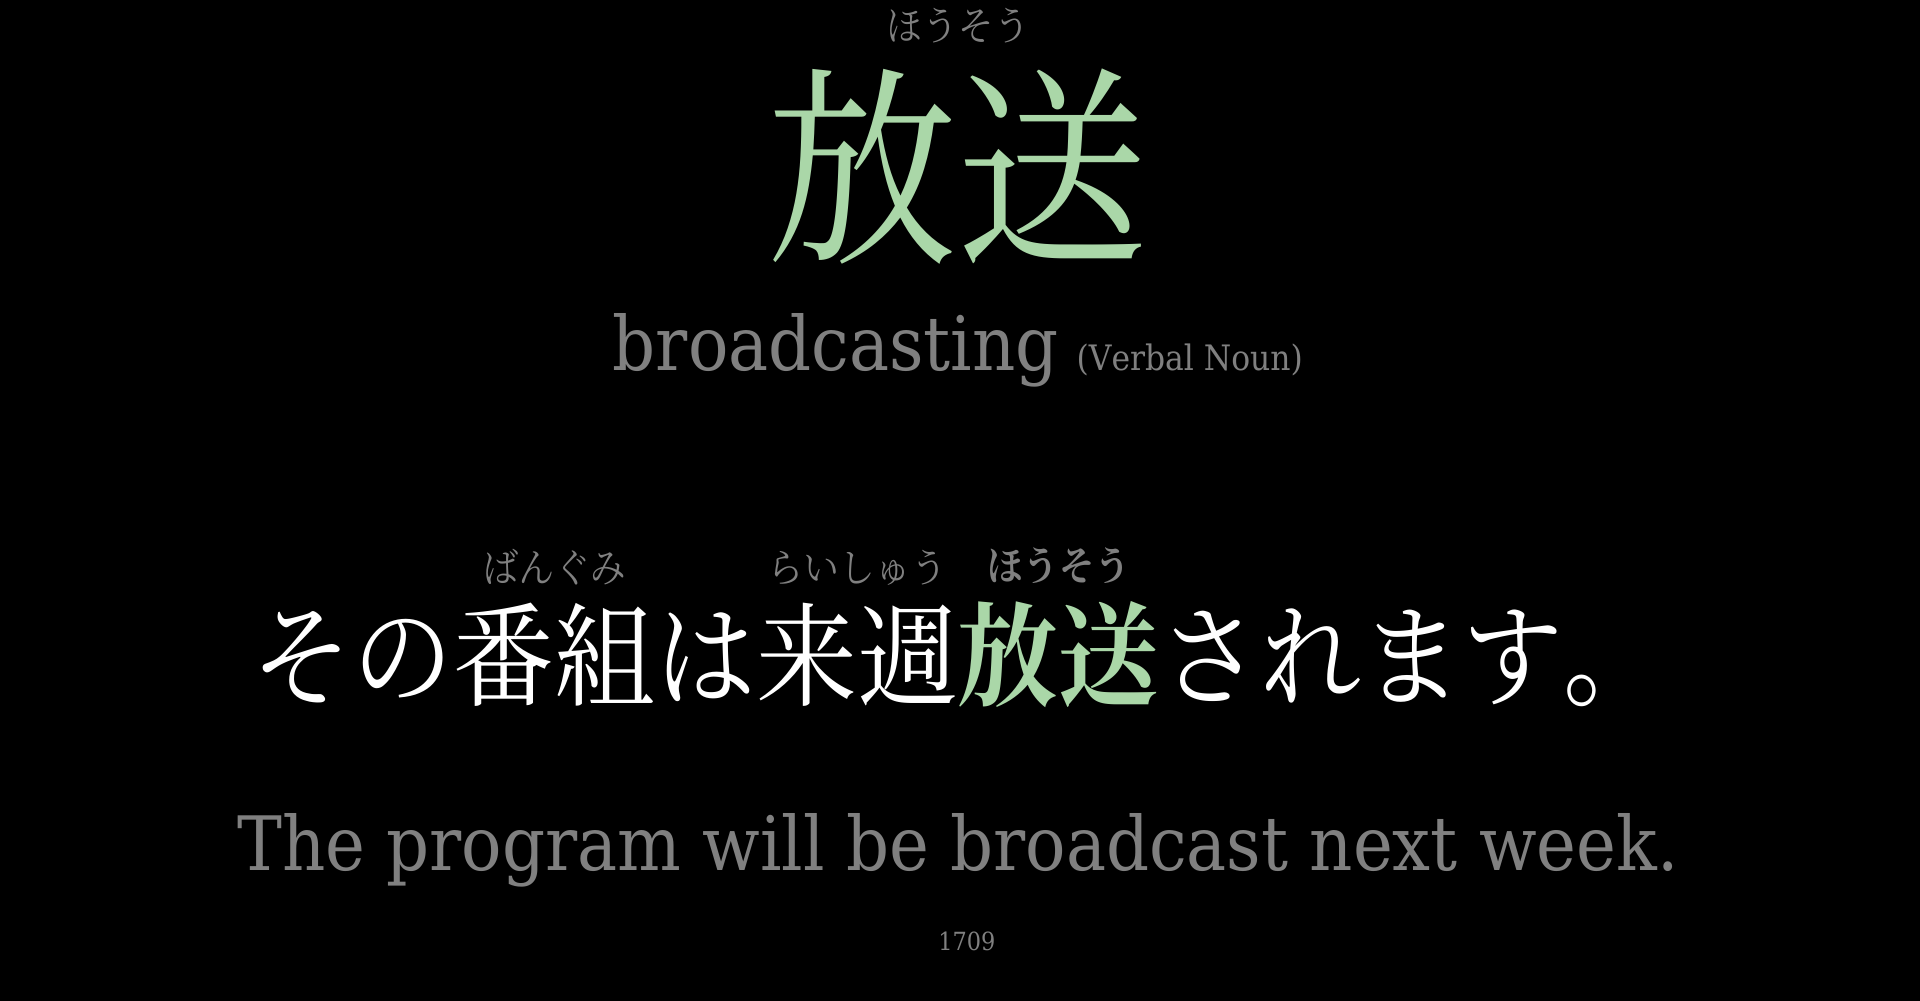 ほうそう
放送
broadcasting (Verbal Noun)
ばんぐみ らいしゅう ほうそう
その番組は来週放送されます。
The program will be broadcast next week.
1709